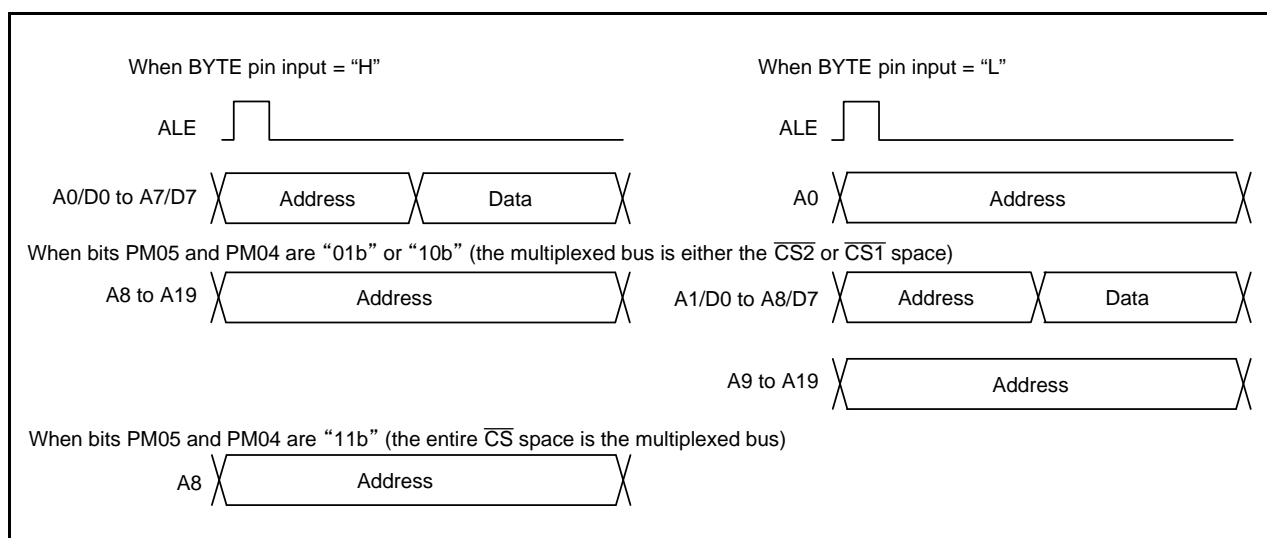 When BYTE pin input = “H”
When BYTE pin input = “L”
ALE
ALE
A0/D0 to A7/D7
Address
Data
A0
Address
When bits PM05 and PM04 are “01b” or “10b” (the multiplexed bus is either the C̅S̅2̅ or C̅S̅1̅ space)
A8 to A19
Address
A1/D0 to A8/D7
Address
Data
A9 to A19
Address
When bits PM05 and PM04 are “11b” (the entire C̅S̅ space is the multiplexed bus)
A8
Address